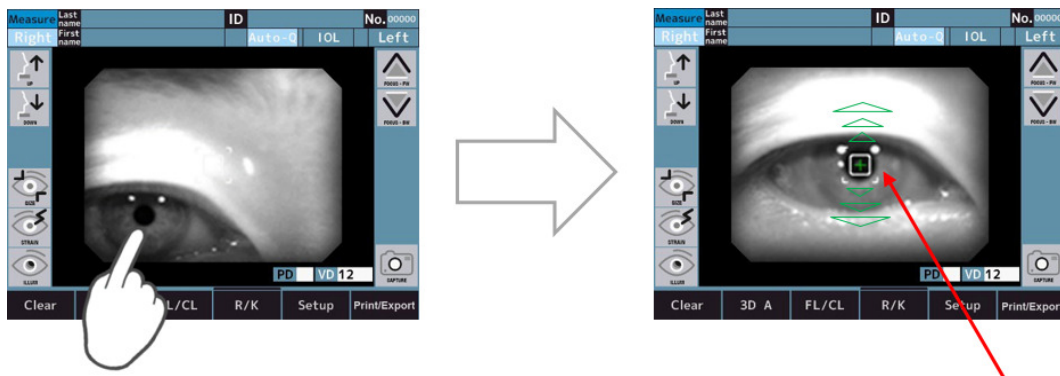 Measure Last name ID No. 00000
Right First name Auto-Q IOL Left
UP FOCUS - FW
DOWN FOCUS - BW
SIZE
STRAIN
ILLUM CAPTURE
PD VD 12
Clear L/CL R/K Setup Print/Export
Measure Last name ID No. 00000
Right First name Auto-Q IOL Left
UP FOCUS - FW
DOWN FOCUS - BW
SIZE
STRAIN
ILLUM CAPTURE
PD VD 12
Clear 3D A FL/CL R/K Setup Print/Export